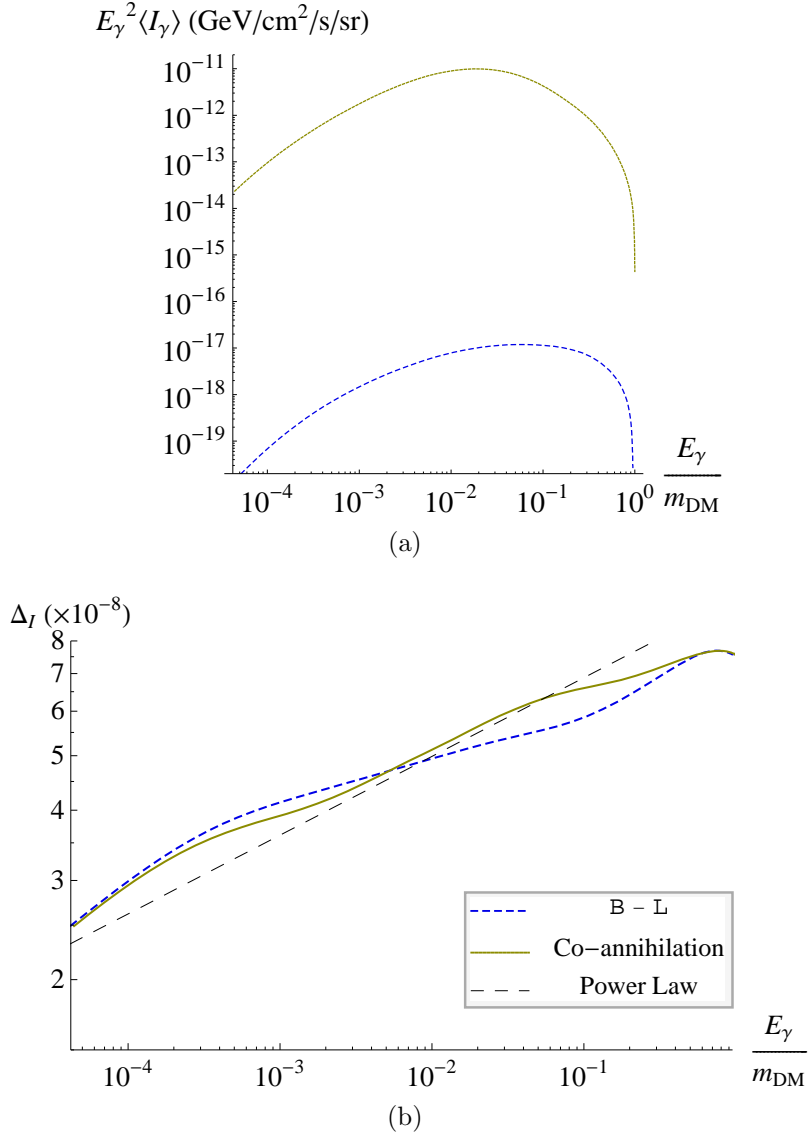 E_γ²⟨I_γ⟩ (GeV/cm²/s/sr)
10⁻¹¹
10⁻¹²
10⁻¹³
10⁻¹⁴
10⁻¹⁵
10⁻¹⁶
10⁻¹⁷
10⁻¹⁸
10⁻¹⁹
10⁻⁴ 10⁻³ 10⁻² 10⁻¹ 10⁰
E_γ
m_DM
(a)
Δ_I (×10⁻⁸)
8
7
6
5
4
3
2
B – L
Co–annihilation
Power Law
10⁻⁴ 10⁻³ 10⁻² 10⁻¹
E_γ
m_DM
(b)